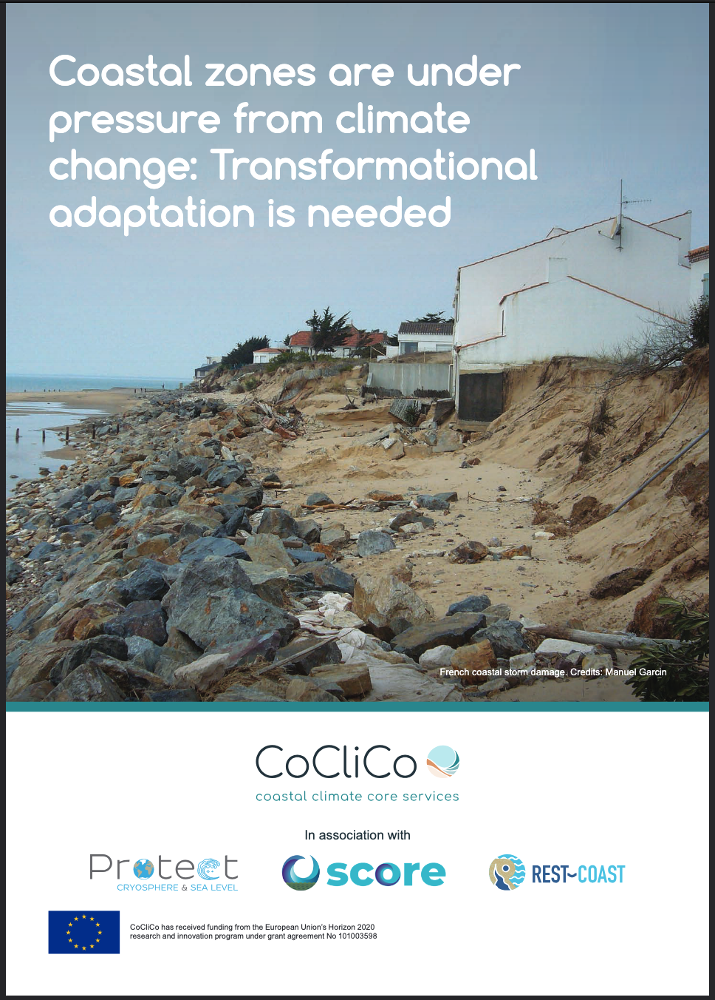 Coastal zones are under
pressure from climate
change: Transformational
adaptation is needed
French coastal storm damage. Credits: Manuel Garcin
CoCliCo
coastal climate core services
In association with
Protect
CRYOSPHERE & SEA LEVEL
score
REST-COAST
CoCliCo has received funding from the European Union's Horizon 2020
research and innovation program under grant agreement No 101003598